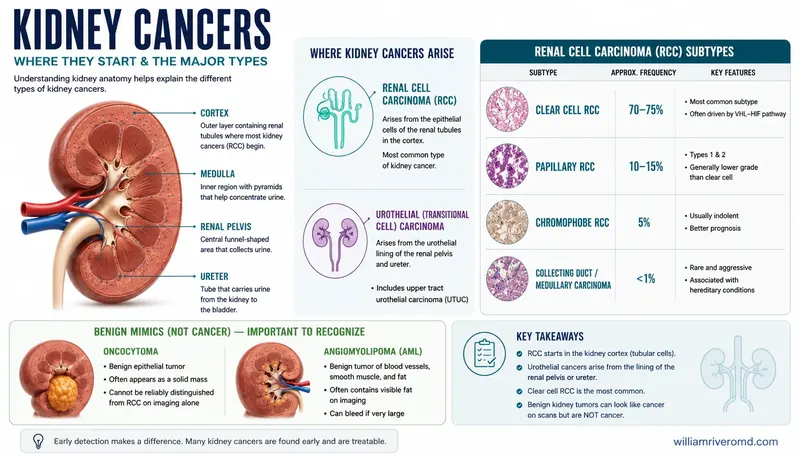 KIDNEY CANCERS
WHERE THEY START & THE MAJOR TYPES
Understanding kidney anatomy helps explain the different
types of kidney cancers.
CORTEX
Outer layer containing renal
tubules where most kidney
cancers (RCC) begin.
MEDULLA
Inner region with pyramids
that help concentrate urine.
RENAL PELVIS
Central funnel-shaped
area that collects urine.
URETER
Tube that carries urine
from the kidney to
the bladder.
WHERE KIDNEY CANCERS ARISE
RENAL CELL
CARCINOMA (RCC)
Arises from the epithelial
cells of the renal tubules
in the cortex.
Most common type
of kidney cancer.
UROTHELIAL (TRANSITIONAL
CELL) CARCINOMA
Arises from the urothelial
lining of the renal pelvis
and ureter.
• Includes upper tract
urothelial carcinoma (UTUC)
RENAL CELL CARCINOMA (RCC) SUBTYPES
SUBTYPE APPROX. FREQUENCY KEY FEATURES
CLEAR CELL RCC 70–75%
• Most common subtype
• Often driven by VHL–HIF pathway
PAPILLARY RCC 10–15%
• Types 1 & 2
• Generally lower grade
than clear cell
CHROMOPHOBE RCC 5%
• Usually indolent
• Better prognosis
COLLECTING DUCT /
MEDULLARY CARCINOMA <1%
• Rare and aggressive
• Associated with
hereditary conditions
BENIGN MIMICS (NOT CANCER) — IMPORTANT TO RECOGNIZE
ONCOCYTOMA
• Benign epithelial tumor
• Often appears as a solid mass
• Cannot be reliably distinguished
from RCC on imaging alone
ANGIOMYOLIPOMA (AML)
• Benign tumor of blood vessels,
smooth muscle, and fat
• Often contains visible fat
on imaging
• Can bleed if very large
KEY TAKEAWAYS
RCC starts in the kidney cortex (tubular cells).
Urothelial cancers arise from the lining of the
renal pelvis or ureter.
Clear cell RCC is the most common.
Benign kidney tumors can look like cancer
on scans but are NOT cancer.
Early detection makes a difference. Many kidney cancers are found early and are treatable.
williamriveromd.com